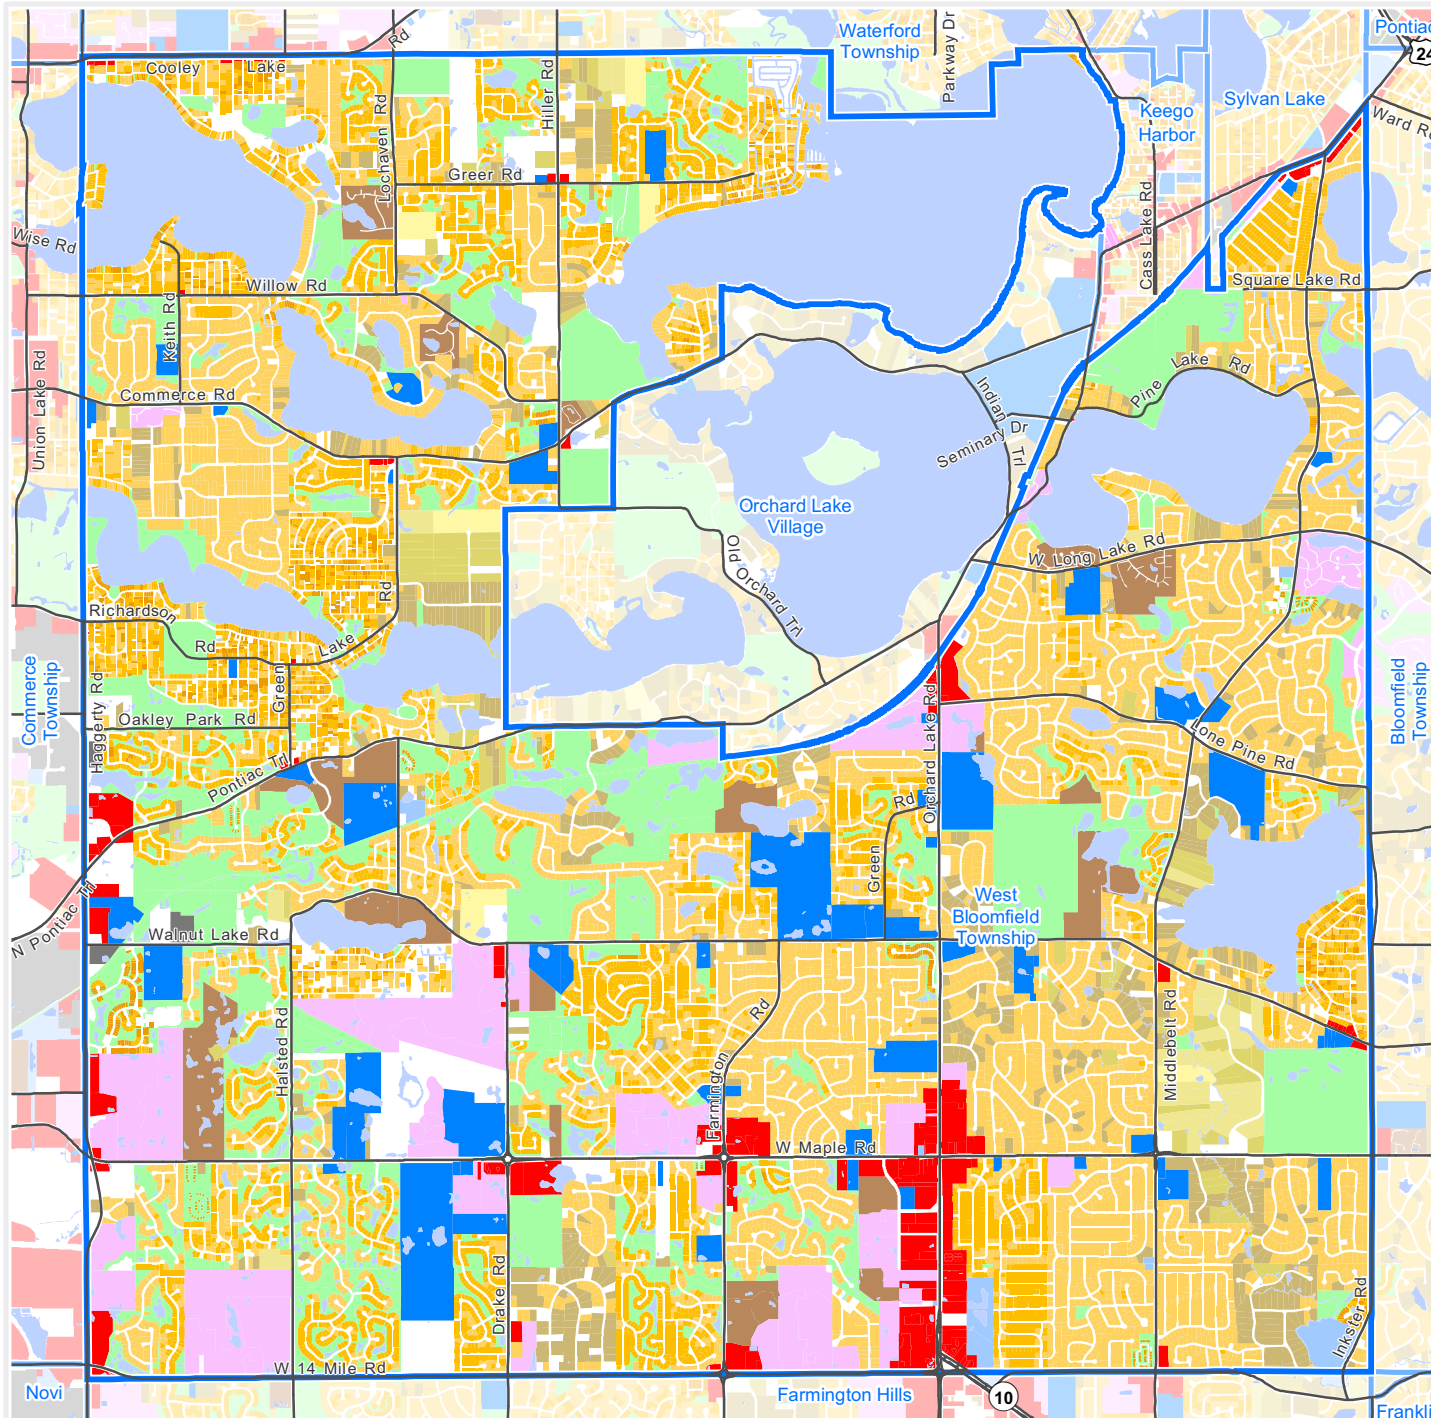 Waterford
Township
Parkway Dr
Pontiac
24
Rd
Cooley Lake
Hiller Rd
Lochaven Rd
Keego
Harbor
Sylvan Lake
Ward Rd
Greer Rd
Cass Lake Rd
Wise Rd
Willow Rd
Square Lake Rd
Keith Rd
Union Lake Rd
Commerce Rd
Pine Lake Rd
Indian Trl
Seminary Dr
Orchard Lake
Village
Old Orchard Trl
W Long Lake Rd
Richardson
Rd
Green Lake Rd
Commerce
Township
Haggerty Rd
Oakley Park Rd
Pontiac Trl
Orchard Lake Rd
Lone Pine Rd
Bloomfield
Township
Green Rd
West
Bloomfield
Township
N Pontiac Trl
Walnut Lake Rd
Halsted Rd
Farmington Rd
Middlebelt Rd
W Maple Rd
Drake Rd
Inkster Rd
W 14 Mile Rd
Novi
Farmington Hills
10
Frankli